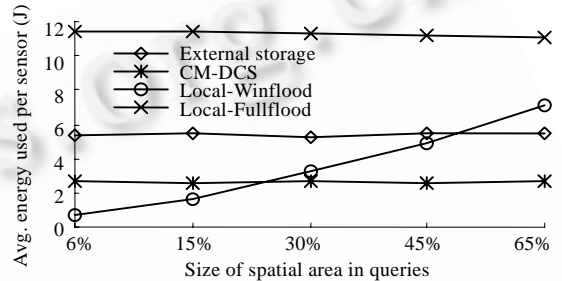 Avg. energy used per sensor (J)
12
10
8
6
4
2
0
External storage
CM-DCS
Local-Winflood
Local-Fullflood
6%
15%
30%
45%
65%
Size of spatial area in queries